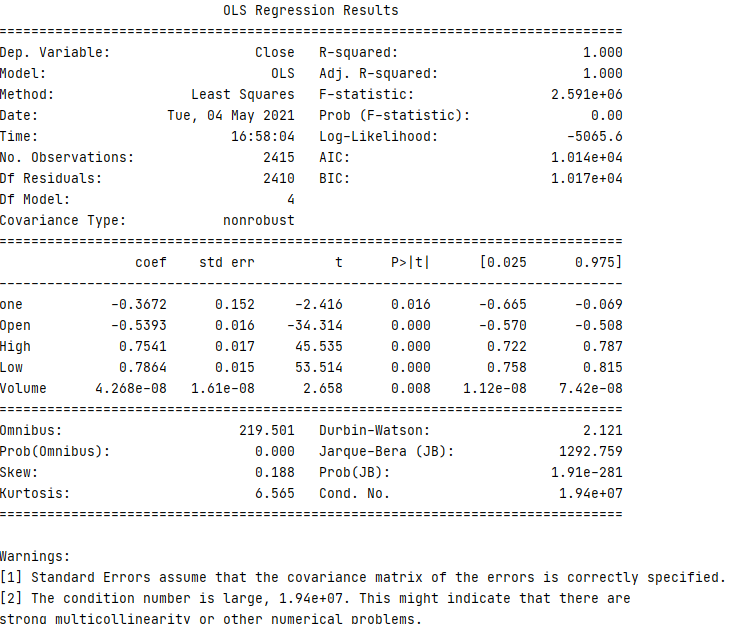 OLS Regression Results
==============================================================================
Dep. Variable:                  Close   R-squared:                       1.000
Model:                            OLS   Adj. R-squared:                  1.000
Method:                 Least Squares   F-statistic:                 2.591e+06
Date:                Tue, 04 May 2021   Prob (F-statistic):               0.00
Time:                        16:58:04   Log-Likelihood:                -5065.6
No. Observations:                2415   AIC:                         1.014e+04
Df Residuals:                    2410   BIC:                         1.017e+04
Df Model:                           4
Covariance Type:            nonrobust
==============================================================================
                 coef    std err          t      P>|t|      [0.025      0.975]
------------------------------------------------------------------------------
one           -0.3672      0.152     -2.416      0.016      -0.665      -0.069
Open          -0.5393      0.016    -34.314      0.000      -0.570      -0.508
High           0.7541      0.017     45.535      0.000       0.722       0.787
Low            0.7864      0.015     53.514      0.000       0.758       0.815
Volume      4.268e-08   1.61e-08      2.658      0.008    1.12e-08    7.42e-08
==============================================================================
Omnibus:                      219.501   Durbin-Watson:                   2.121
Prob(Omnibus):                  0.000   Jarque-Bera (JB):             1292.759
Skew:                           0.188   Prob(JB):                    1.91e-281
Kurtosis:                       6.565   Cond. No.                     1.94e+07
==============================================================================
Warnings:
[1] Standard Errors assume that the covariance matrix of the errors is correctly specified.
[2] The condition number is large, 1.94e+07. This might indicate that there are
strong multicollinearity or other numerical problems.